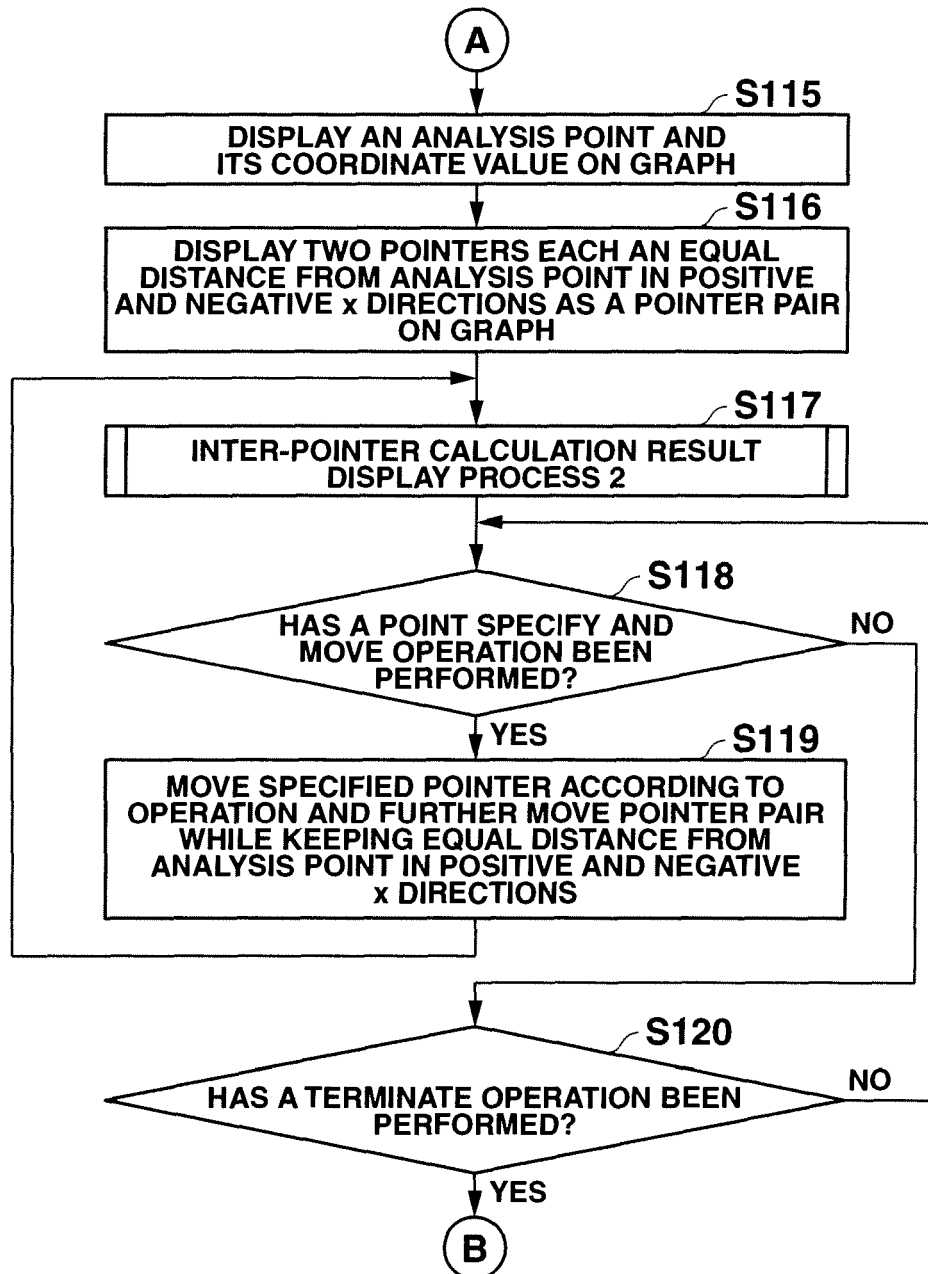 A
S115
DISPLAY AN ANALYSIS POINT AND
ITS COORDINATE VALUE ON GRAPH
S116
DISPLAY TWO POINTERS EACH AN EQUAL
DISTANCE FROM ANALYSIS POINT IN POSITIVE
AND NEGATIVE x DIRECTIONS AS A POINTER PAIR
ON GRAPH
S117
INTER-POINTER CALCULATION RESULT
DISPLAY PROCESS 2
S118
HAS A POINT SPECIFY AND
MOVE OPERATION BEEN
PERFORMED?
NO
YES
S119
MOVE SPECIFIED POINTER ACCORDING TO
OPERATION AND FURTHER MOVE POINTER PAIR
WHILE KEEPING EQUAL DISTANCE FROM
ANALYSIS POINT IN POSITIVE AND NEGATIVE
x DIRECTIONS
S120
HAS A TERMINATE OPERATION BEEN
PERFORMED?
NO
YES
B